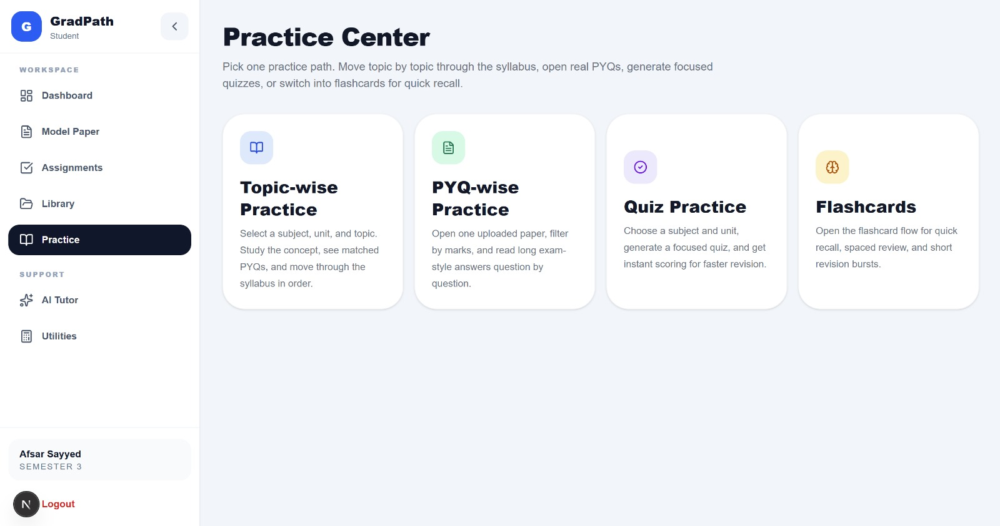 G
GradPath
Student
WORKSPACE
Dashboard
Model Paper
Assignments
Library
Practice
SUPPORT
AI Tutor
Utilities
Afsar Sayyed
SEMESTER 3
N
Logout
Practice Center
Pick one practice path. Move topic by topic through the syllabus, open real PYQs, generate focused
quizzes, or switch into flashcards for quick recall.
Topic-wise
Practice
Select a subject, unit, and topic.
Study the concept, see matched
PYQs, and move through the
syllabus in order.
PYQ-wise
Practice
Open one uploaded paper, filter
by marks, and read long exam-
style answers question by
question.
Quiz Practice
Choose a subject and unit,
generate a focused quiz, and get
instant scoring for faster revision.
Flashcards
Open the flashcard flow for quick
recall, spaced review, and short
revision bursts.